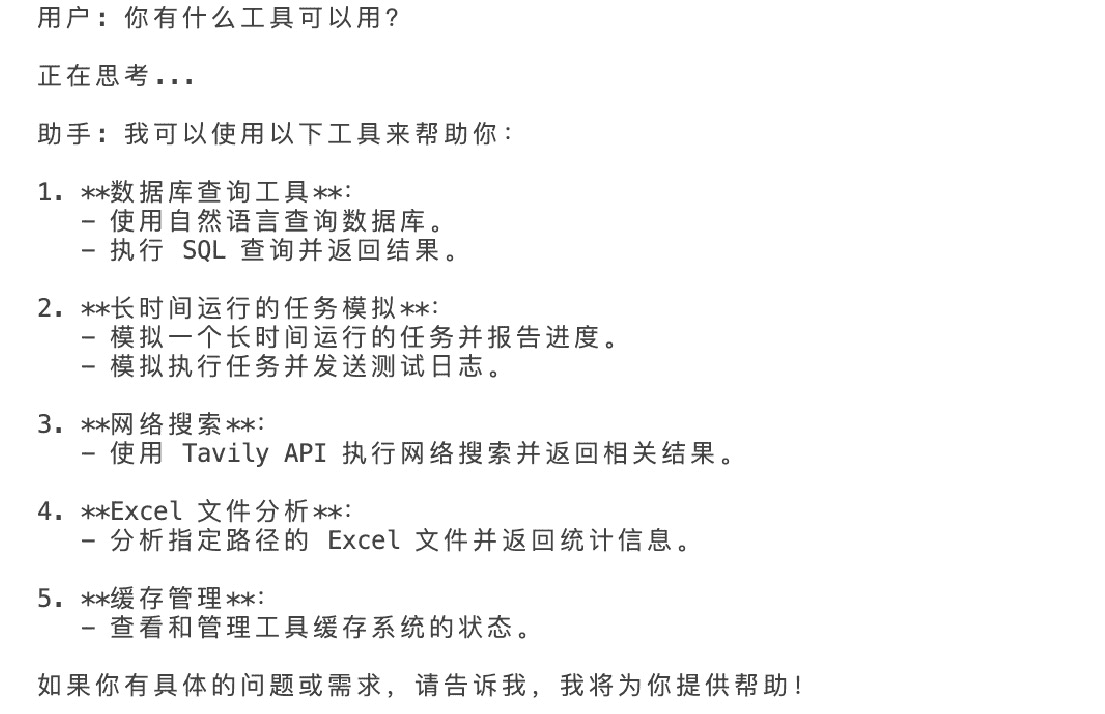 用户: 你有什么工具可以用?
正在思考...
助手: 我可以使用以下工具来帮助你:
1. **数据库查询工具**:
- 使用自然语言查询数据库。
- 执行 SQL 查询并返回结果。
2. **长时间运行的任务模拟**:
- 模拟一个长时间运行的任务并报告进度。
- 模拟执行任务并发送测试日志。
3. **网络搜索**:
- 使用 Tavily API 执行网络搜索并返回相关结果。
4. **Excel 文件分析**:
- 分析指定路径的 Excel 文件并返回统计信息。
5. **缓存管理**:
- 查看和管理工具缓存系统的状态。
如果你有具体的问题或需求, 请告诉我, 我将为你提供帮助!